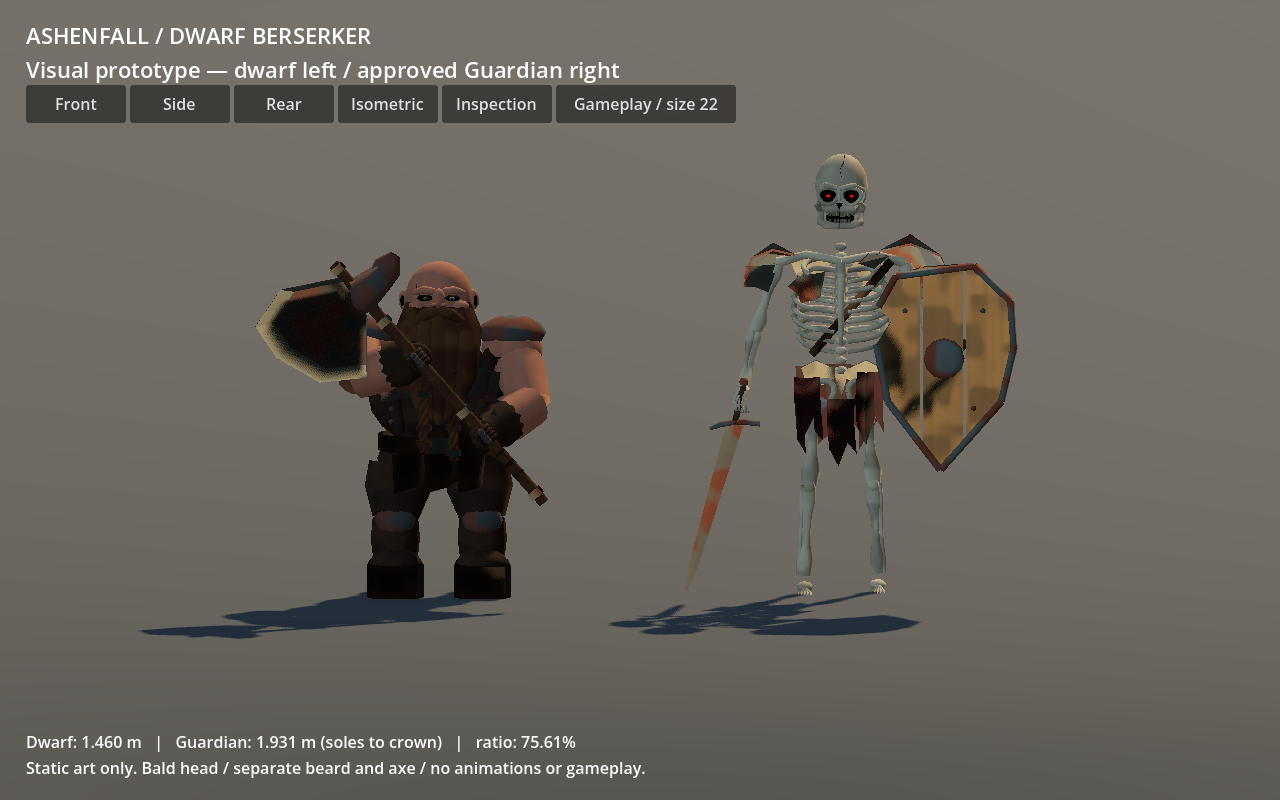 ASHENFALL / DWARF BERSERKER
Visual prototype — dwarf left / approved Guardian right
Front Side Rear Isometric Inspection Gameplay / size 22
Dwarf: 1.460 m | Guardian: 1.931 m (soles to crown) | ratio: 75.61%
Static art only. Bald head / separate beard and axe / no animations or gameplay.